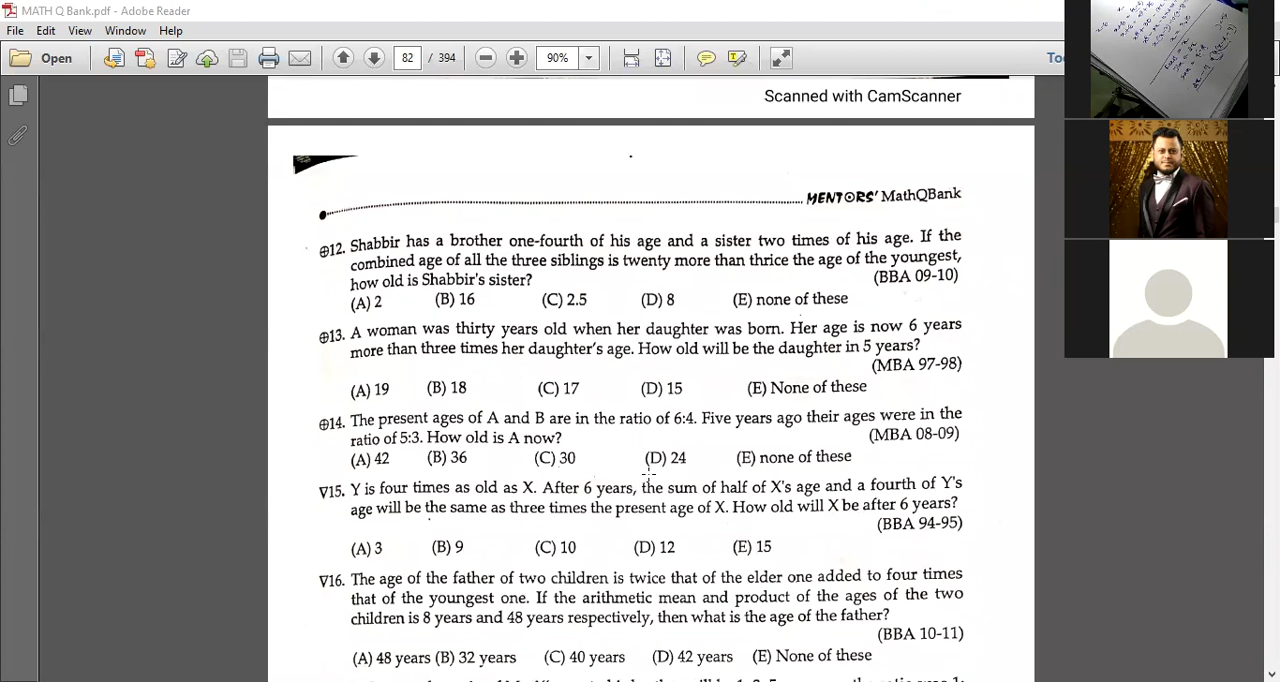 MATH Q Bank.pdf - Adobe Reader
File Edit View Window Help
Open 82 / 394 90%
Scanned with CamScanner
MENTORS' MathQBank
⊕12. Shabbir has a brother one-fourth of his age and a sister two times of his age. If the
combined age of all the three siblings is twenty more than thrice the age of the youngest,
how old is Shabbir's sister? (BBA 09-10)
(A) 2 (B) 16 (C) 2.5 (D) 8 (E) none of these
⊕13. A woman was thirty years old when her daughter was born. Her age is now 6 years
more than three times her daughter's age. How old will be the daughter in 5 years?
(MBA 97-98)
(A) 19 (B) 18 (C) 17 (D) 15 (E) None of these
⊕14. The present ages of A and B are in the ratio of 6:4. Five years ago their ages were in the
ratio of 5:3. How old is A now? (MBA 08-09)
(A) 42 (B) 36 (C) 30 (D) 24 (E) none of these
∇15. Y is four times as old as X. After 6 years, the sum of half of X's age and a fourth of Y's
age will be the same as three times the present age of X. How old will X be after 6 years?
(BBA 94-95)
(A) 3 (B) 9 (C) 10 (D) 12 (E) 15
∇16. The age of the father of two children is twice that of the elder one added to four times
that of the youngest one. If the arithmetic mean and product of the ages of the two
children is 8 years and 48 years respectively, then what is the age of the father?
(BBA 10-11)
(A) 48 years (B) 32 years (C) 40 years (D) 42 years (E) None of these